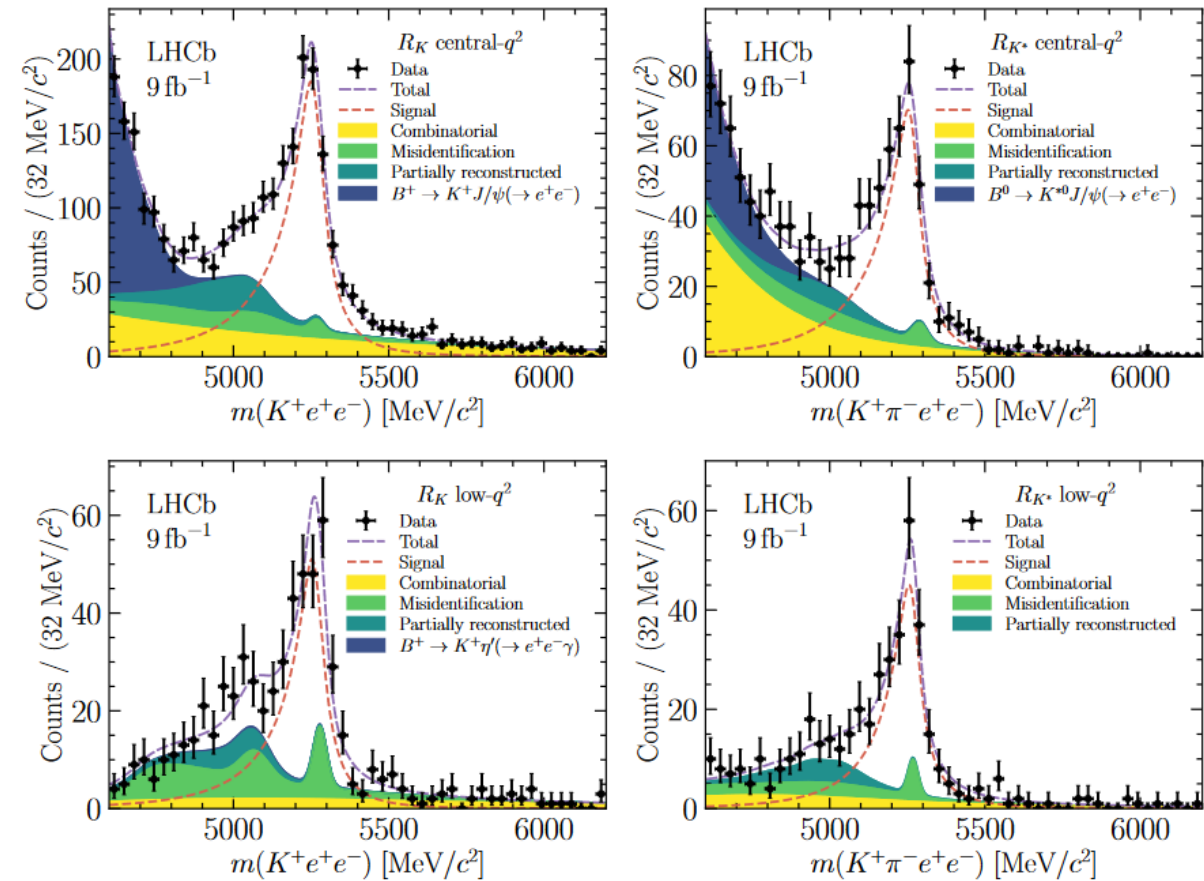 LHCb
9 fb⁻¹
R_K central-q²
Data
Total
Signal
Combinatorial
Misidentification
Partially reconstructed
B⁺ → K⁺J/ψ(→ e⁺e⁻)
Counts / (32 MeV/c²)
200
150
100
50
0
5000
5500
6000
m(K⁺e⁺e⁻) [MeV/c²]
LHCb
9 fb⁻¹
R_K* central-q²
Data
Total
Signal
Combinatorial
Misidentification
Partially reconstructed
B⁰ → K*⁰J/ψ(→ e⁺e⁻)
Counts / (32 MeV/c²)
80
60
40
20
0
5000
5500
6000
m(K⁺π⁻e⁺e⁻) [MeV/c²]
LHCb
9 fb⁻¹
R_K low-q²
Data
Total
Signal
Combinatorial
Misidentification
Partially reconstructed
B⁺ → K⁺η′(→ e⁺e⁻γ)
Counts / (32 MeV/c²)
60
40
20
0
5000
5500
6000
m(K⁺e⁺e⁻) [MeV/c²]
LHCb
9 fb⁻¹
R_K* low-q²
Data
Total
Signal
Combinatorial
Misidentification
Partially reconstructed
Counts / (32 MeV/c²)
60
40
20
0
5000
5500
6000
m(K⁺π⁻e⁺e⁻) [MeV/c²]